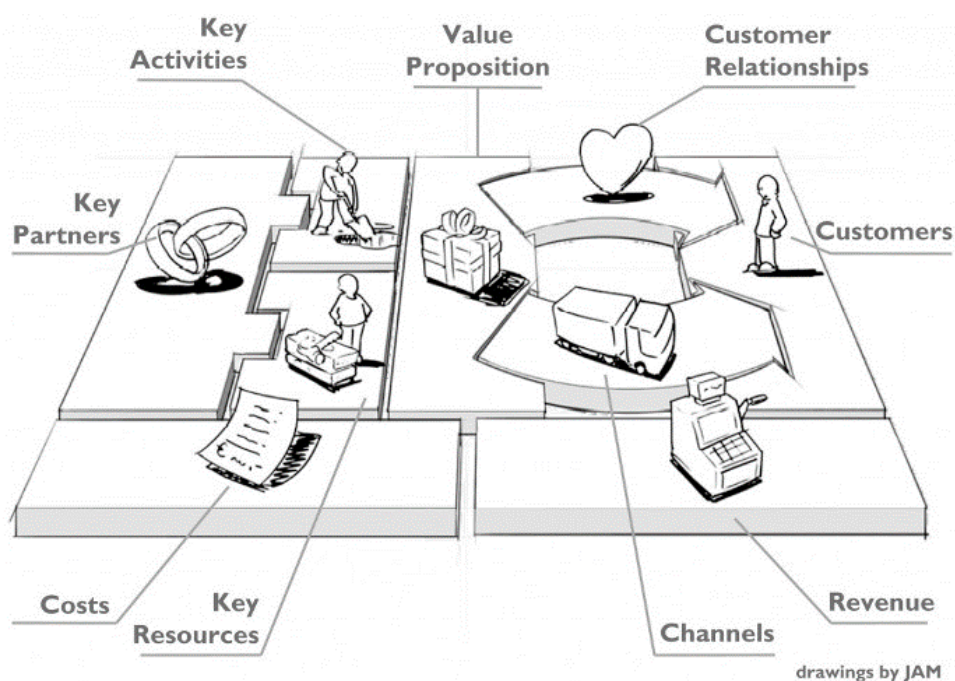 Key
Activities
Value
Proposition
Customer
Relationships
Key
Partners
Customers
Costs
Key
Resources
Channels
Revenue
drawings by JAM